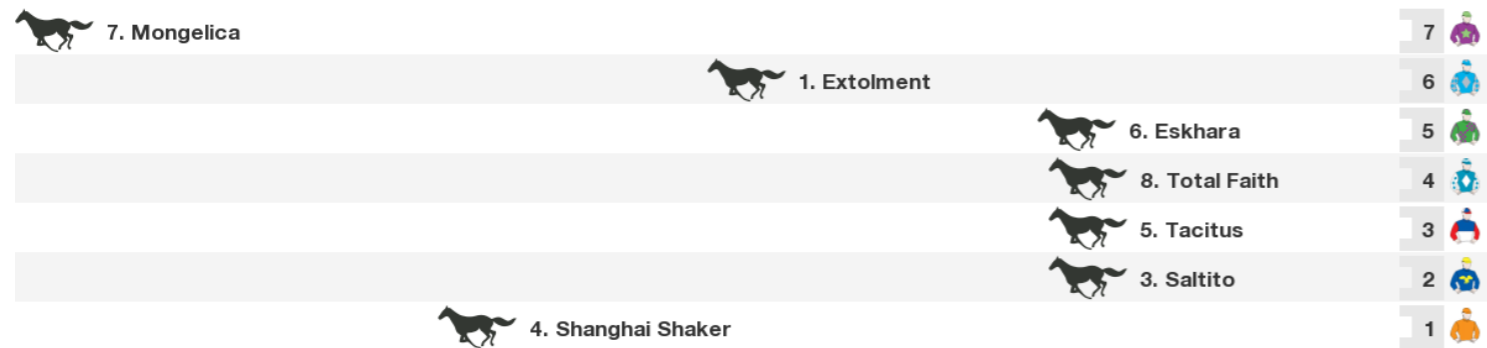 7. Mongelica 7
1. Extolment 6
6. Eskhara 5
8. Total Faith 4
5. Tacitus 3
3. Saltito 2
4. Shanghai Shaker 1